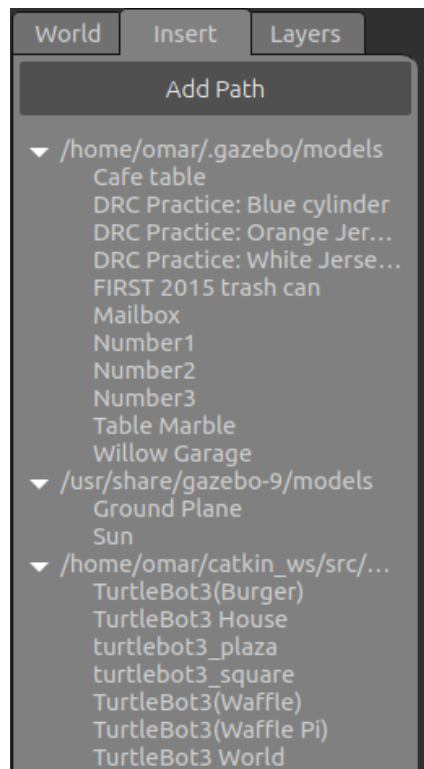 World Insert Layers
Add Path
/home/omar/.gazebo/models
Cafe table
DRC Practice: Blue cylinder
DRC Practice: Orange Jer...
DRC Practice: White Jerse...
FIRST 2015 trash can
Mailbox
Number1
Number2
Number3
Table Marble
Willow Garage
/usr/share/gazebo-9/models
Ground Plane
Sun
/home/omar/catkin_ws/src/...
TurtleBot3(Burger)
TurtleBot3 House
turtlebot3_plaza
turtlebot3_square
TurtleBot3(Waffle)
TurtleBot3(Waffle Pi)
TurtleBot3 World